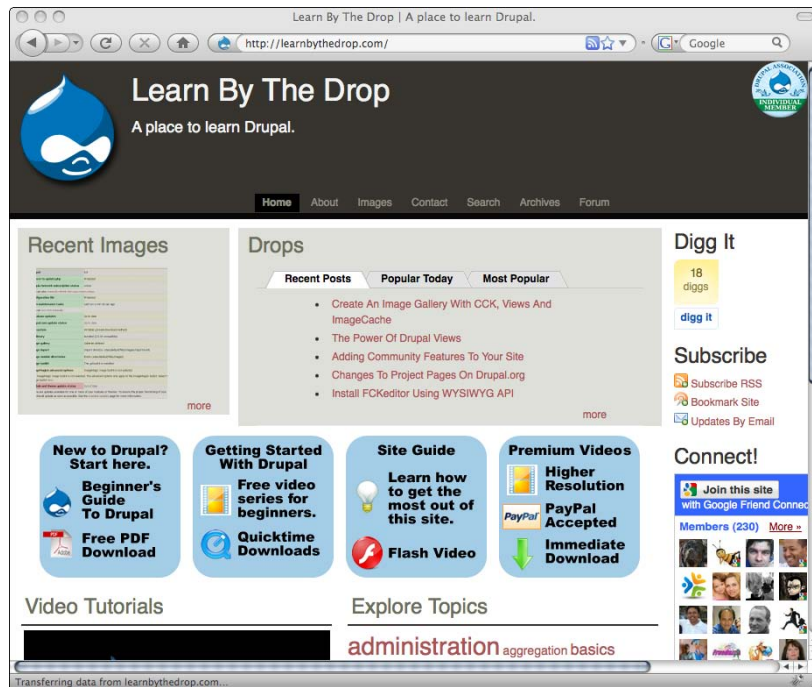 Learn By The Drop | A place to learn Drupal.
http://learnbythedrop.com/
Google
Learn By The Drop
A place to learn Drupal.
DRUPAL ASSOCIATION
INDIVIDUAL
MEMBER
Home About Images Contact Search Archives Forum
Recent Images
more
Drops
Recent Posts Popular Today Most Popular
Create An Image Gallery With CCK, Views And
ImageCache
The Power Of Drupal Views
Adding Community Features To Your Site
Changes To Project Pages On Drupal.org
Install FCKeditor Using WYSIWYG API
more
Digg It
18
diggs
digg it
Subscribe
Subscribe RSS
Bookmark Site
Updates By Email
Connect!
Join this site
with Google Friend Connec
Members (230) More »
New to Drupal?
Start here.
Beginner's
Guide
To Drupal
Free PDF
Download
Getting Started
With Drupal
Free video
series for
beginners.
Quicktime
Downloads
Site Guide
Learn how
to get the
most out of
this site.
Flash Video
Premium Videos
Higher
Resolution
PayPal
PayPal
Accepted
Immediate
Download
Video Tutorials
Explore Topics
administration aggregation basics
Transferring data from learnbythedrop.com...